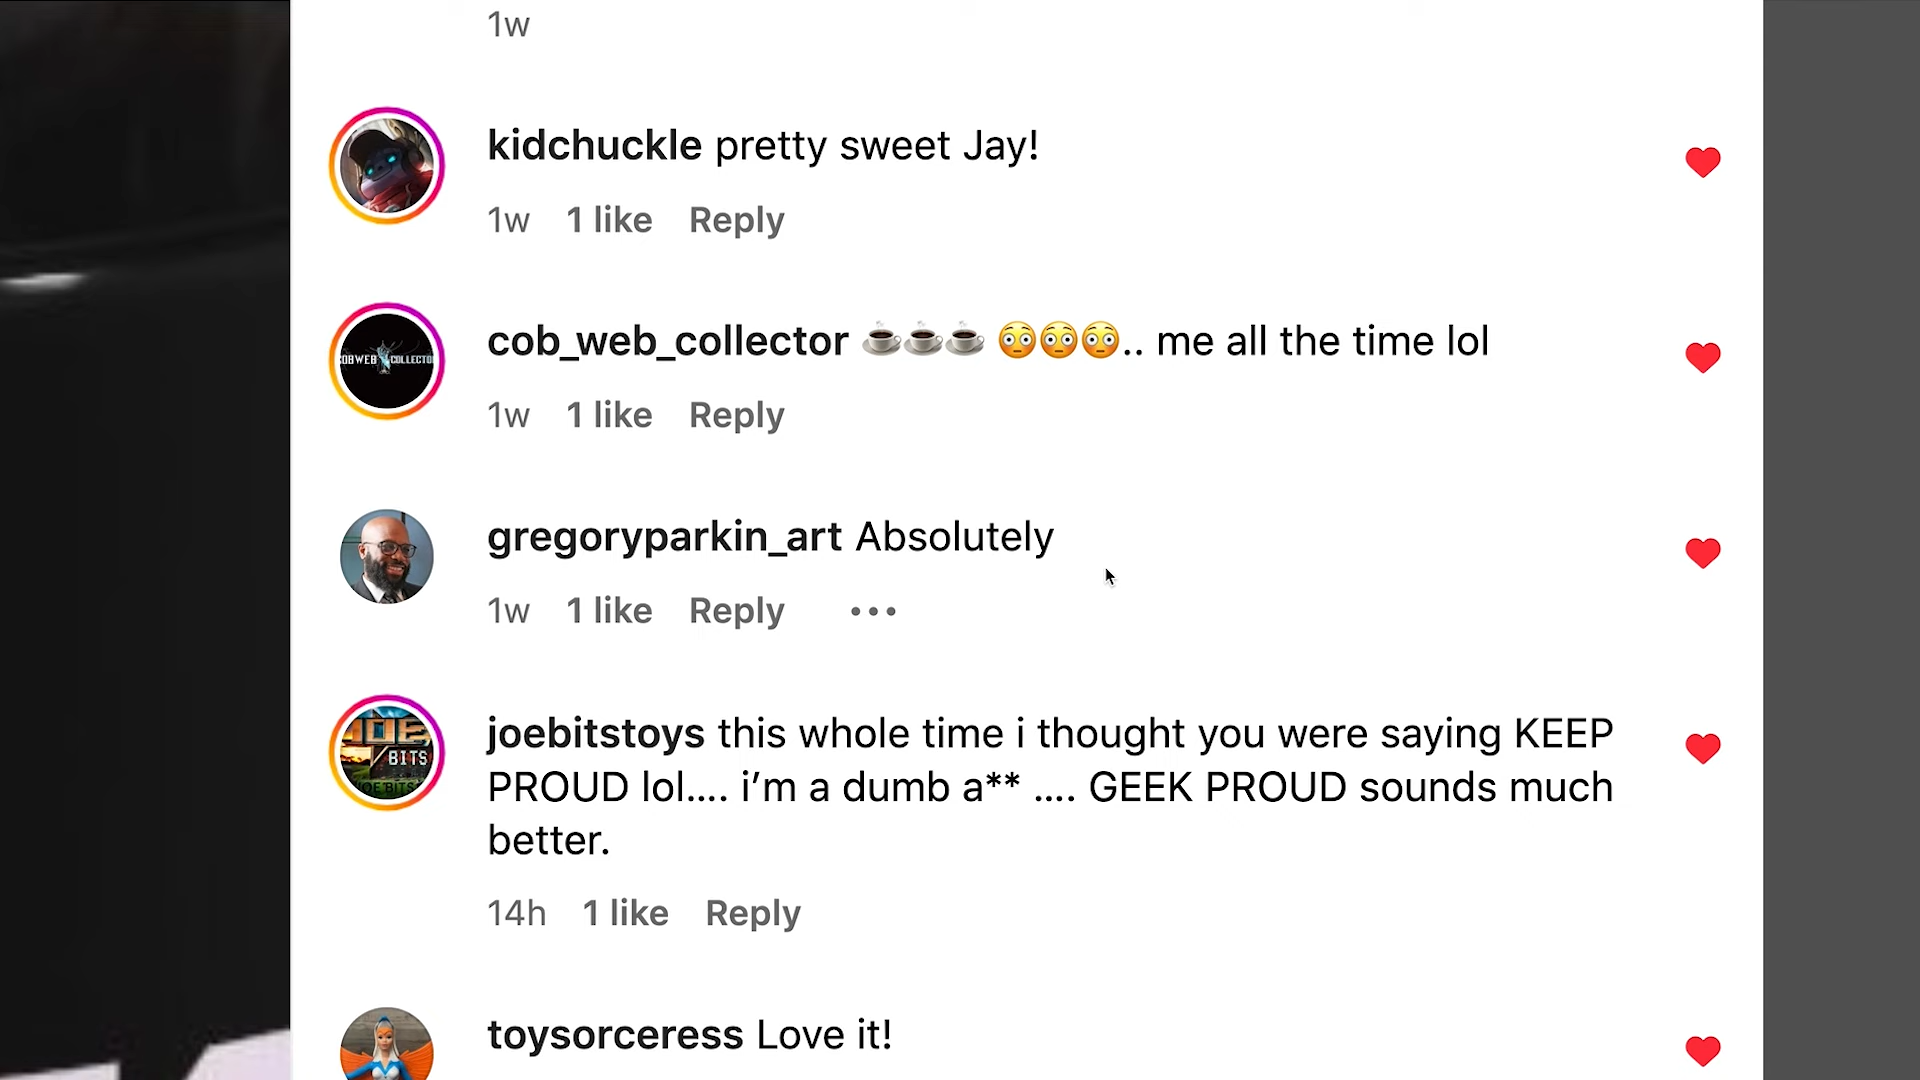 1w
kidchuckle pretty sweet Jay!
1w 1 like Reply
cob_web_collector ☕☕☕ 😳😳😳.. me all the time lol
1w 1 like Reply
gregoryparkin_art Absolutely
1w 1 like Reply •••
joebitstoys this whole time i thought you were saying KEEP
PROUD lol.... i’m a dumb a** .... GEEK PROUD sounds much
better.
14h 1 like Reply
BITS
toysorceress Love it!